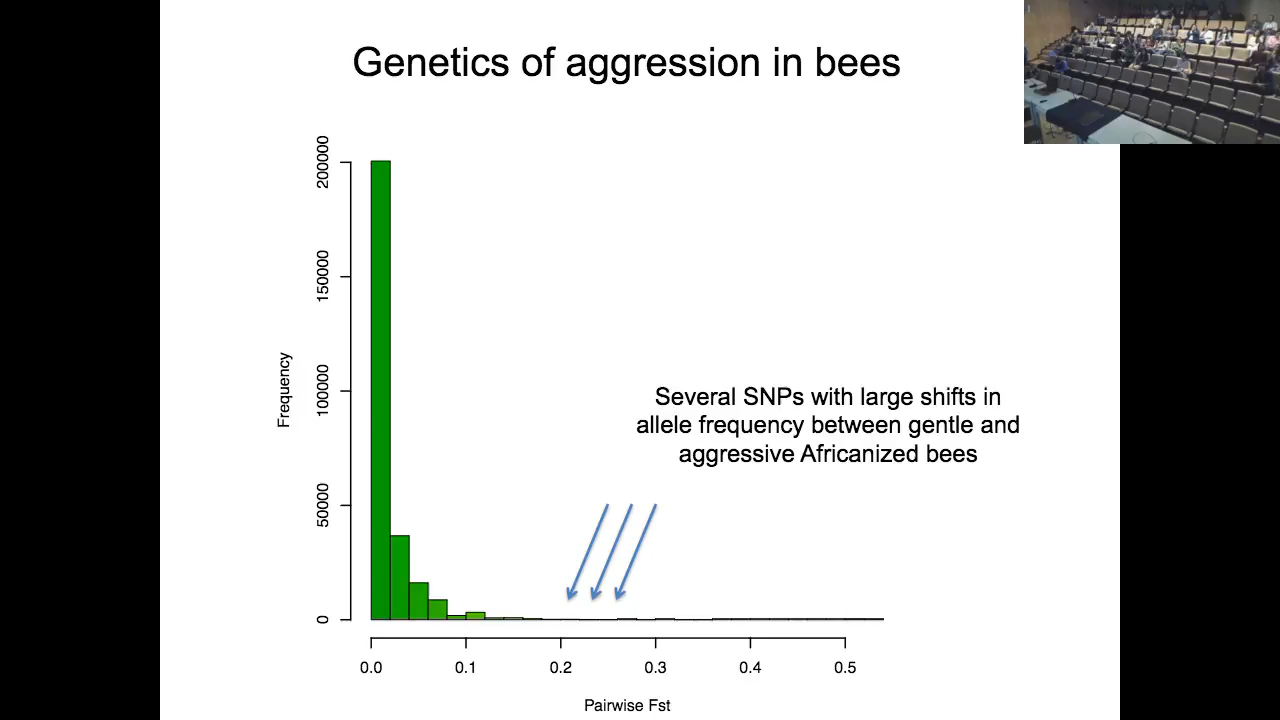 Genetics of aggression in bees
200000
150000
100000
50000
0
Frequency
Several SNPs with large shifts in
allele frequency between gentle and
aggressive Africanized bees
0.0 0.1 0.2 0.3 0.4 0.5
Pairwise Fst